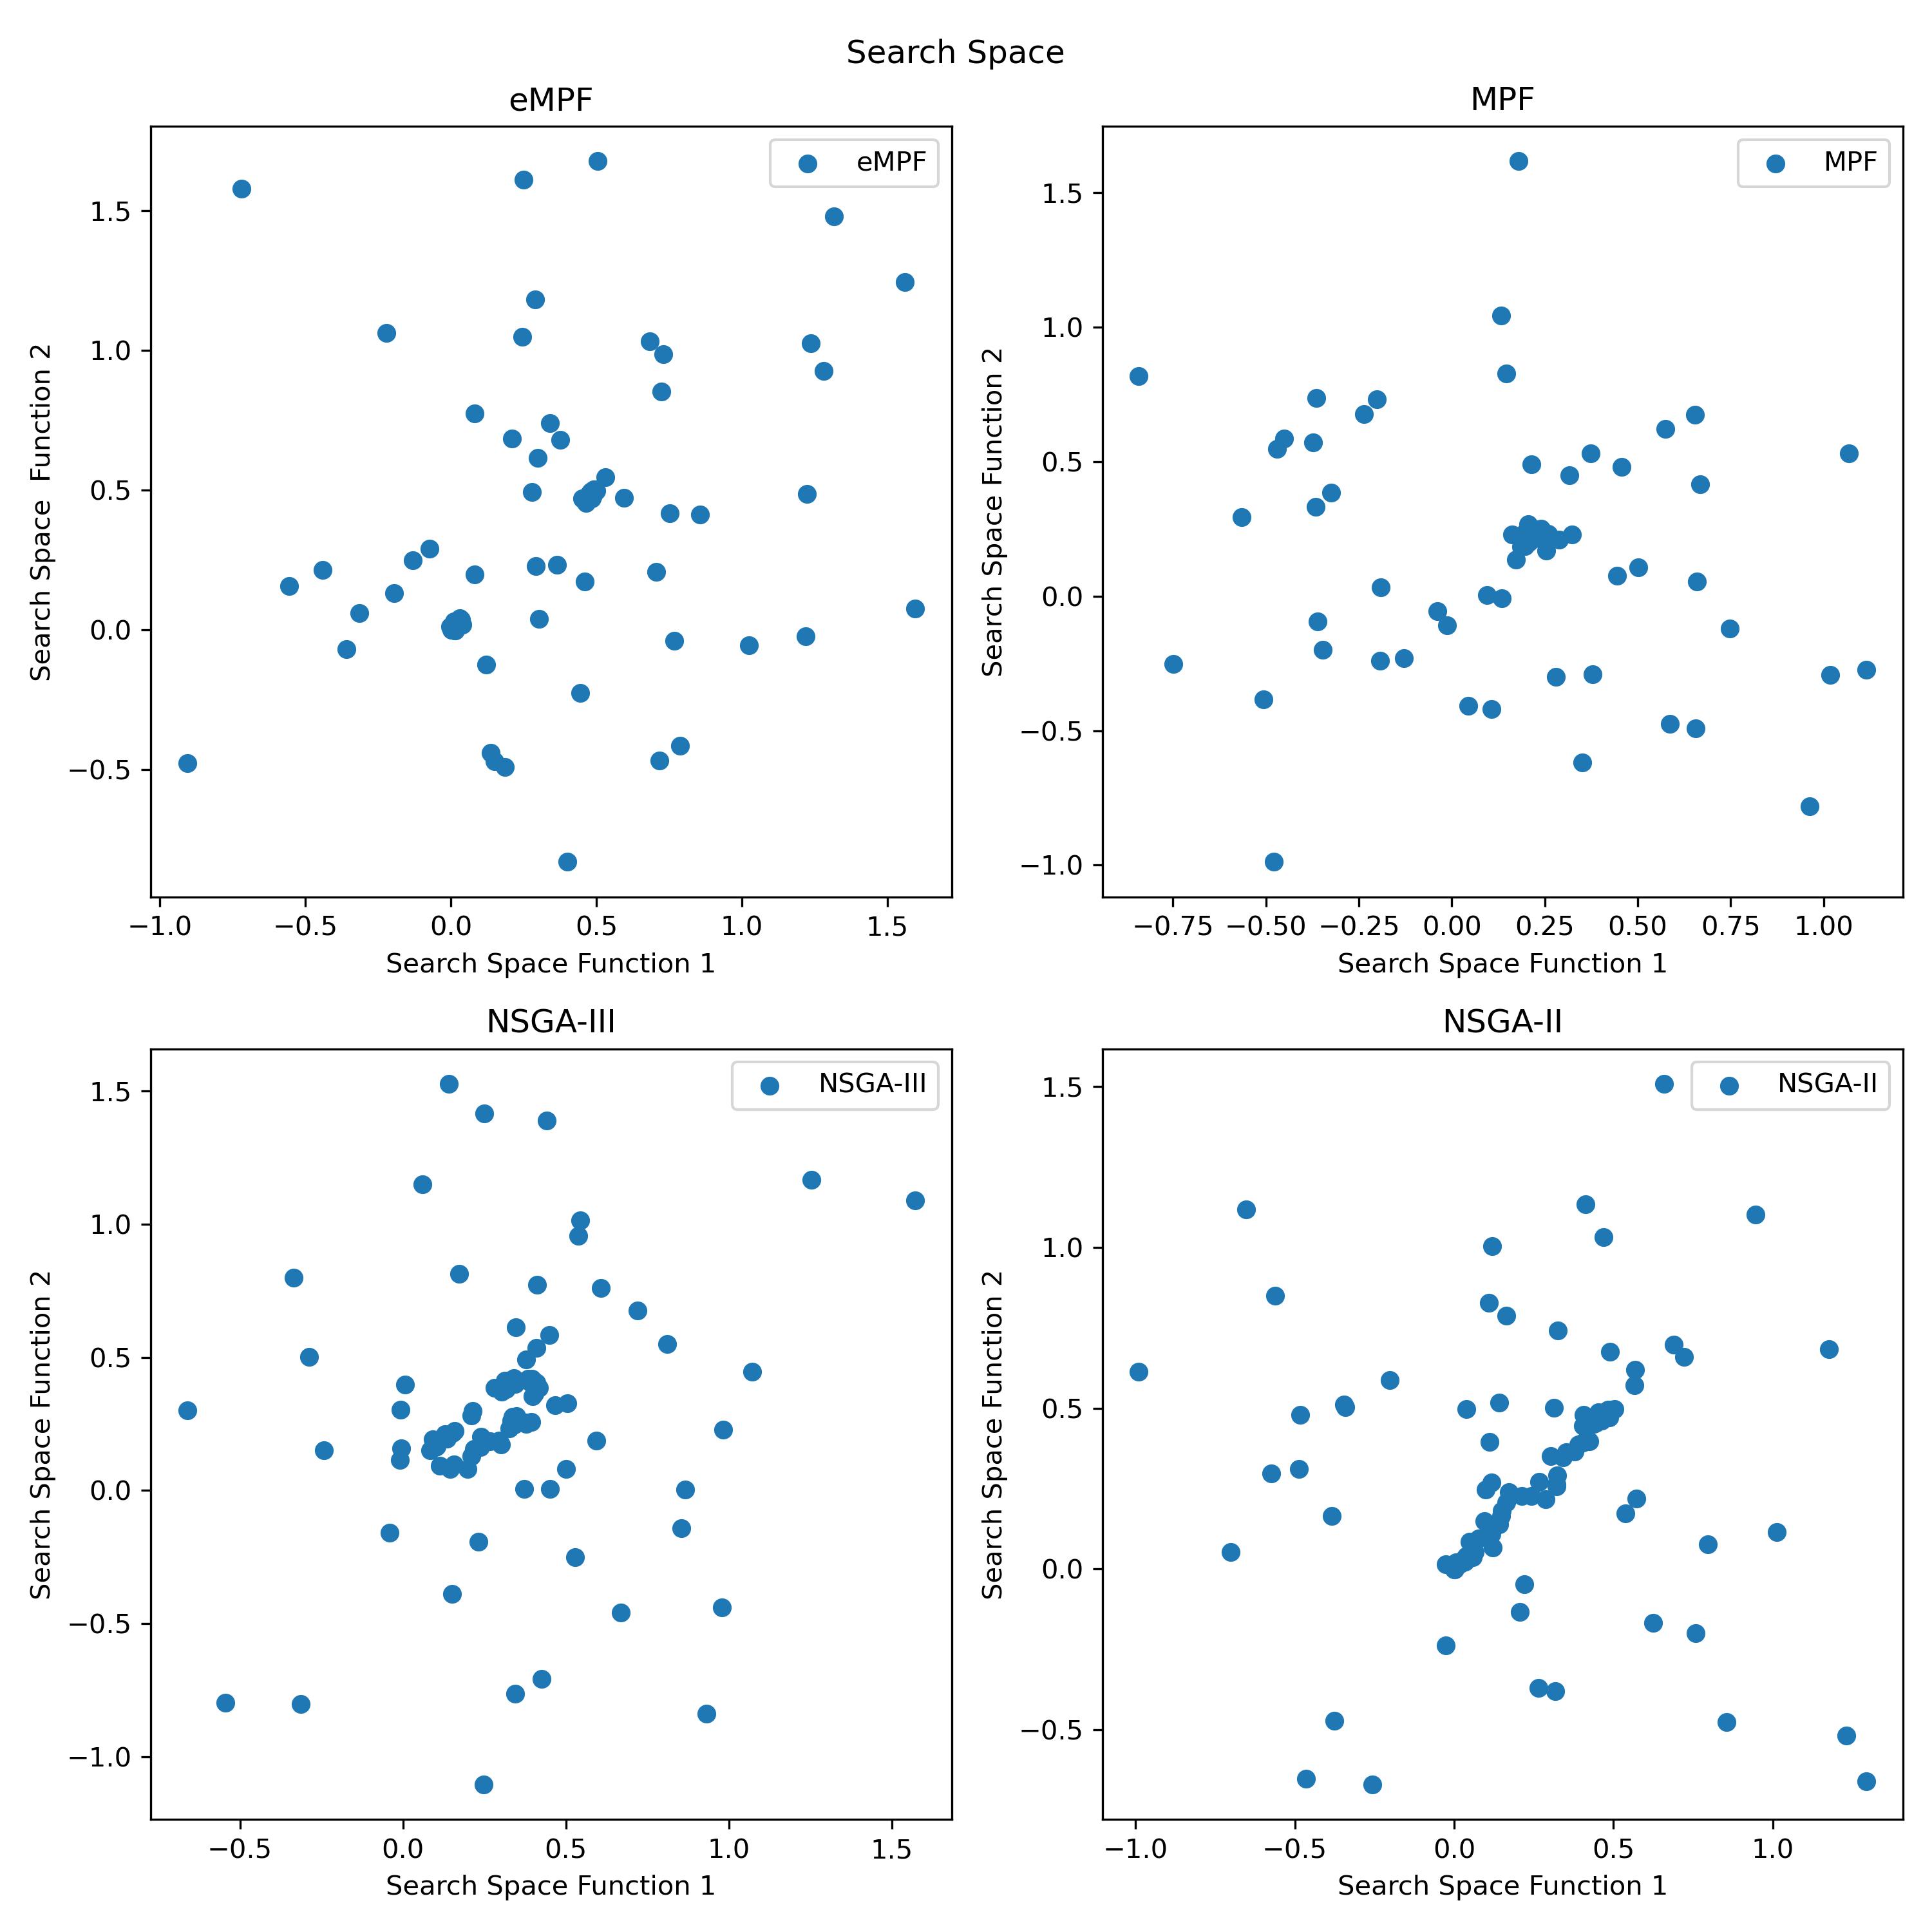 Search Space
eMPF
eMPF
1.5
1.0
0.5
0.0
−0.5
Search Space  Function 2
−1.0 −0.5 0.0 0.5 1.0 1.5
Search Space Function 1
MPF
MPF
1.5
1.0
0.5
0.0
−0.5
−1.0
Search Space Function 2
−0.75 −0.50 −0.25 0.00 0.25 0.50 0.75 1.00
Search Space Function 1
NSGA-III
NSGA-III
1.5
1.0
0.5
0.0
−0.5
−1.0
Search Space Function 2
−0.5 0.0 0.5 1.0 1.5
Search Space Function 1
NSGA-II
NSGA-II
1.5
1.0
0.5
0.0
−0.5
Search Space Function 2
−1.0 −0.5 0.0 0.5 1.0
Search Space Function 1